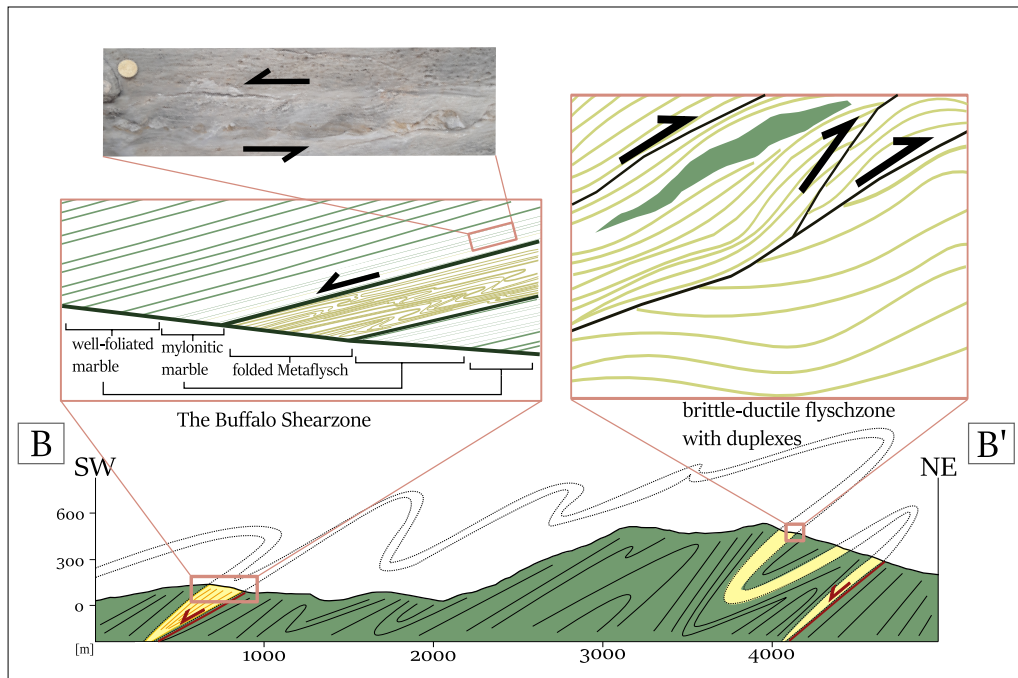 well-foliated
marble
mylonitic
marble
folded Metaflysch
The Buffalo Shearzone
brittle-ductile flyschzone
with duplexes
B
B'
SW
NE
600
300
0
[m]
1000
2000
3000
4000